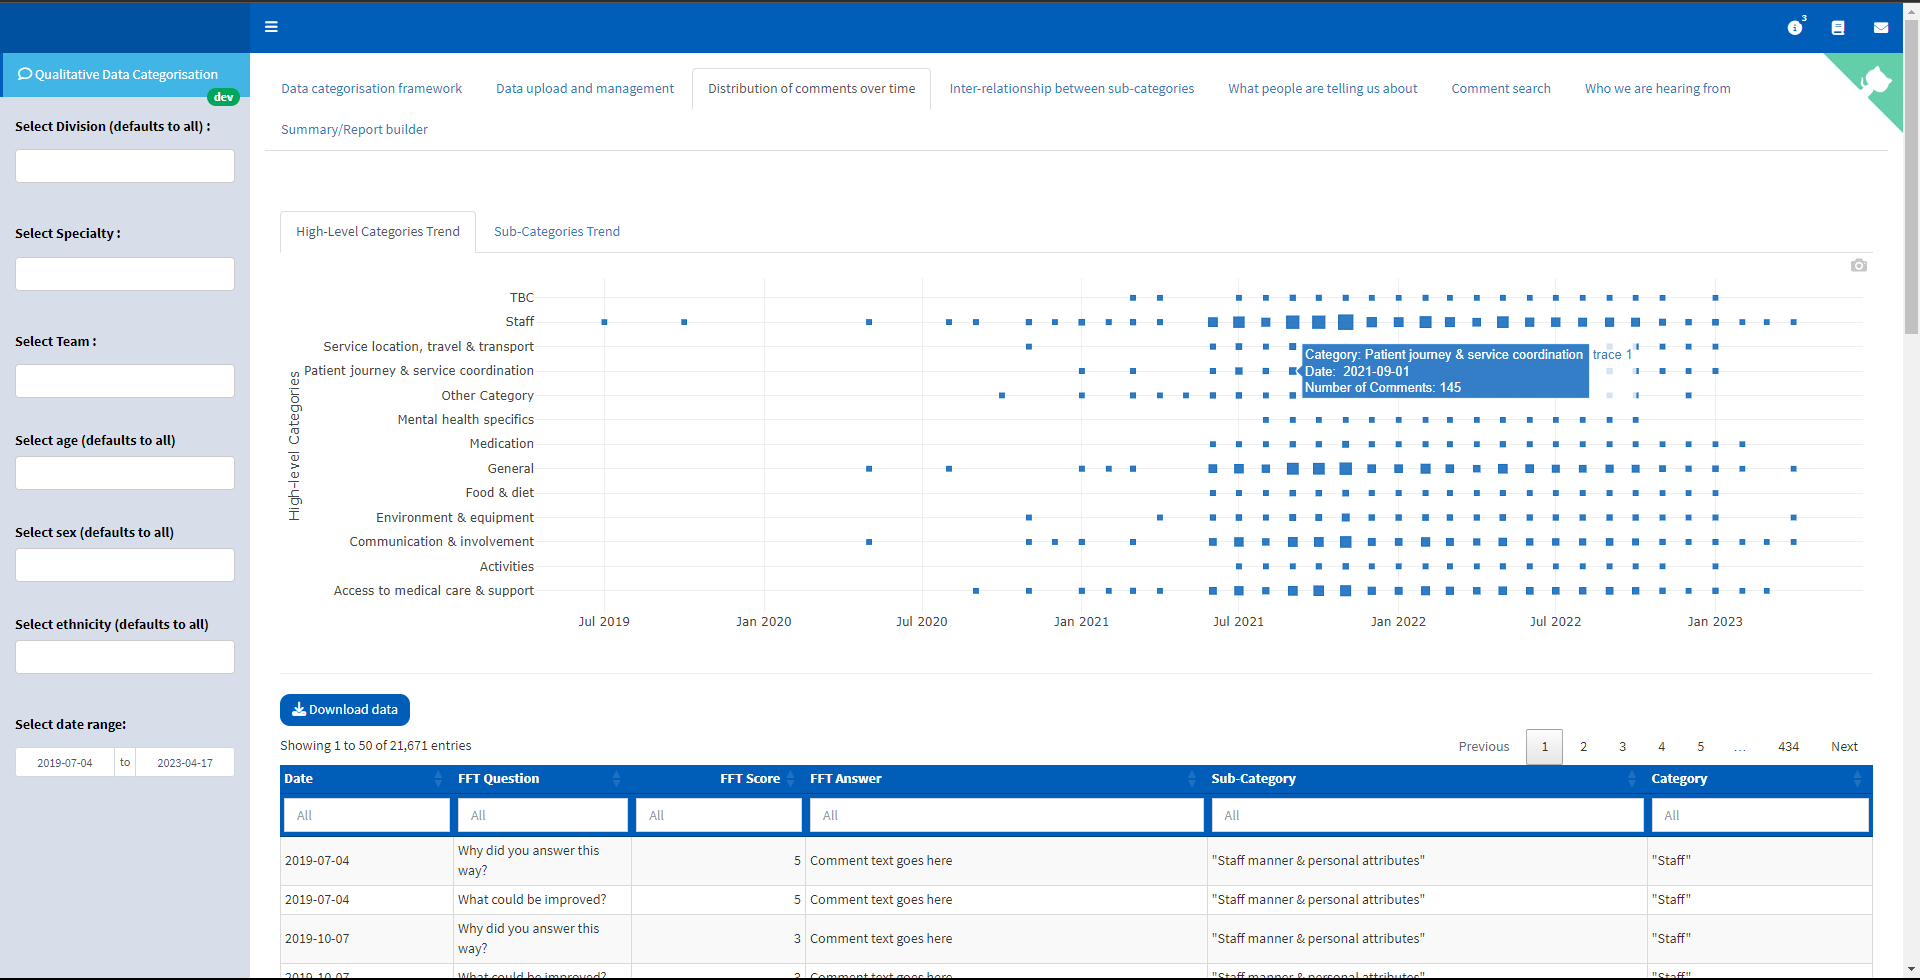 3
Qualitative Data Categorisation
dev
Select Division (defaults to all) :
Select Specialty :
Select Team :
Select age (defaults to all)
Select sex (defaults to all)
Select ethnicity (defaults to all)
Select date range:
2019-07-04 to 2023-04-17
Data categorisation framework Data upload and management Distribution of comments over time Inter-relationship between sub-categories What people are telling us about Comment search Who we are hearing from
Summary/Report builder
High-Level Categories Trend Sub-Categories Trend
High-level Categories
TBC
Staff
Service location, travel & transport
Patient journey & service coordination
Other Category
Mental health specifics
Medication
General
Food & diet
Environment & equipment
Communication & involvement
Activities
Access to medical care & support
Category: Patient journey & service coordination trace 1
Date: 2021-09-01
Number of Comments: 145
Jul 2019 Jan 2020 Jul 2020 Jan 2021 Jul 2021 Jan 2022 Jul 2022 Jan 2023
Download data
Showing 1 to 50 of 21,671 entries
Previous 1 2 3 4 5 … 434 Next
Date FFT Question FFT Score FFT Answer Sub-Category Category
All All All All All All
2019-07-04 Why did you answer this way? 5 Comment text goes here "Staff manner & personal attributes" "Staff"
2019-07-04 What could be improved? 5 Comment text goes here "Staff manner & personal attributes" "Staff"
2019-10-07 Why did you answer this way? 3 Comment text goes here "Staff manner & personal attributes" "Staff"
2019-10-07 What could be improved? 3 Comment text goes here "Staff manner & personal attributes" "Staff"